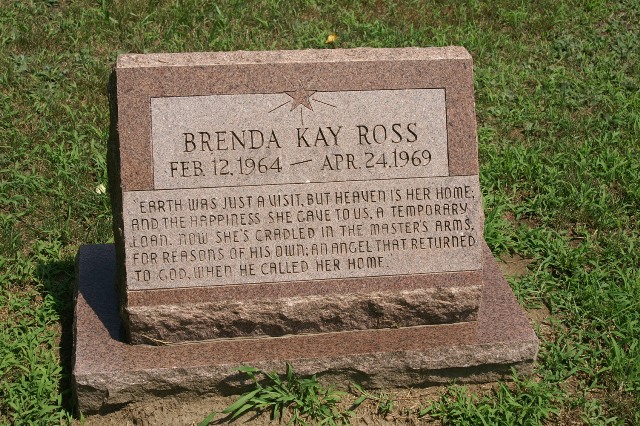 BRENDA KAY ROSS
FEB. 12, 1964 — APR. 24, 1969
EARTH WAS JUST A VISIT, BUT HEAVEN IS HER HOME,
AND THE HAPPINESS SHE GAVE TO US, A TEMPORARY
LOAN. NOW SHE'S CRADLED IN THE MASTER'S ARMS,
FOR REASONS OF HIS OWN; AN ANGEL THAT RETURNED
TO GOD, WHEN HE CALLED HER HOME.